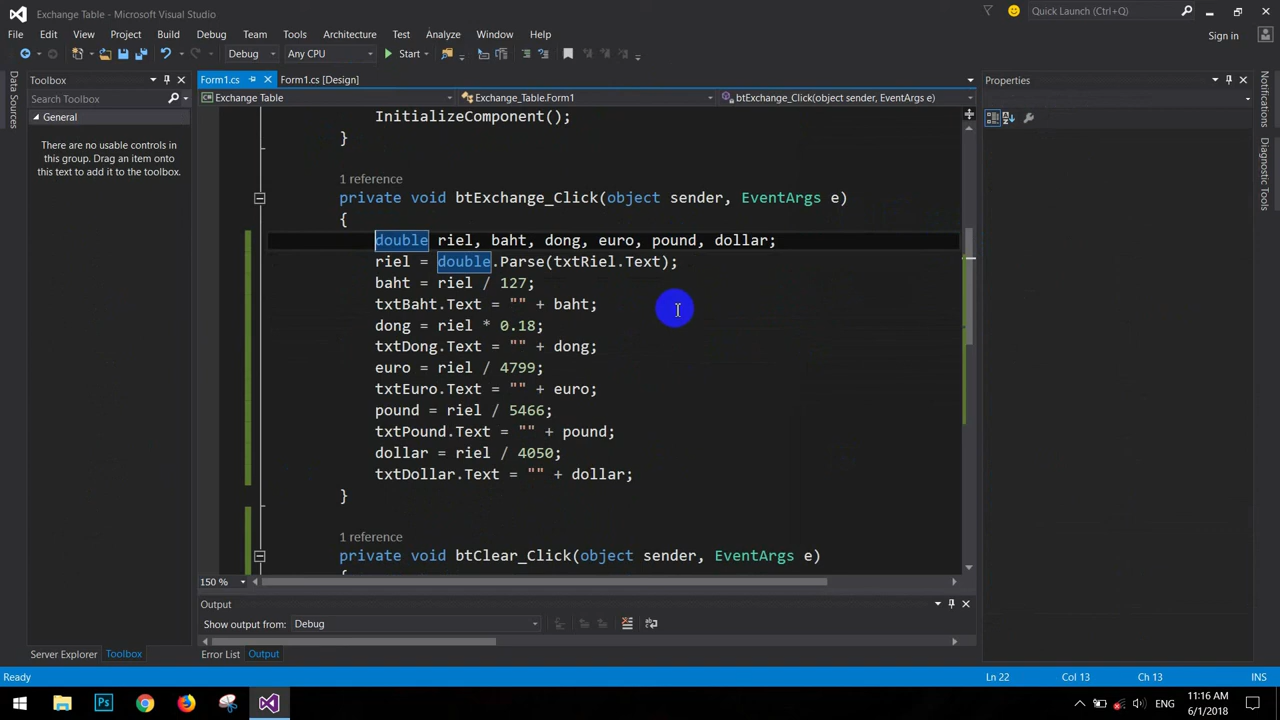 Exchange Table - Microsoft Visual Studio
Quick Launch (Ctrl+Q)
File Edit View Project Build Debug Team Tools Architecture Test Analyze Window Help
Sign in
Debug Any CPU Start
Data Sources
Toolbox
Search Toolbox
General
There are no usable controls in
this group. Drag an item onto
this text to add it to the toolbox.
Server Explorer Toolbox
Form1.cs Form1.cs [Design]
Exchange Table Exchange_Table.Form1 btExchange_Click(object sender, EventArgs e)
InitializeComponent();
}
1 reference
private void btExchange_Click(object sender, EventArgs e)
{
double riel, baht, dong, euro, pound, dollar;
riel = double.Parse(txtRiel.Text);
baht = riel / 127;
txtBaht.Text = "" + baht;
dong = riel * 0.18;
txtDong.Text = "" + dong;
euro = riel / 4799;
txtEuro.Text = "" + euro;
pound = riel / 5466;
txtPound.Text = "" + pound;
dollar = riel / 4050;
txtDollar.Text = "" + dollar;
}
1 reference
private void btClear_Click(object sender, EventArgs e)
{
150 %
Output
Show output from: Debug
Error List Output
Properties
Notifications
Diagnostic Tools
Ready Ln 22 Col 13 Ch 13 INS
Ps
ENG
11:16 AM
6/1/2018